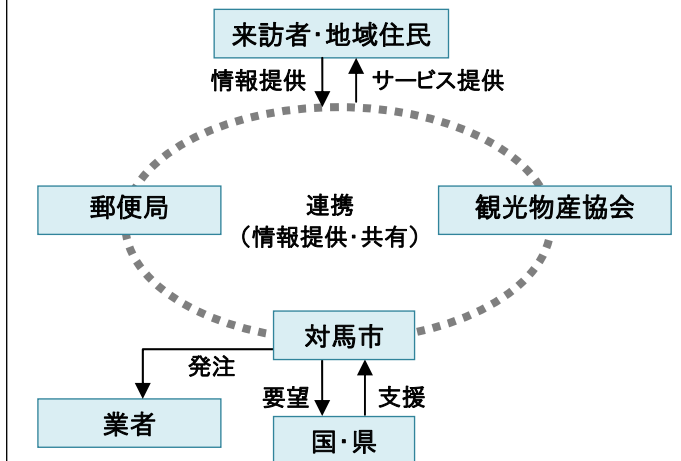 来訪者・地域住民
情報提供
サービス提供
郵便局
連携
（情報提供・共有）
観光物産協会
対馬市
発注
業者
要望
支援
国・県